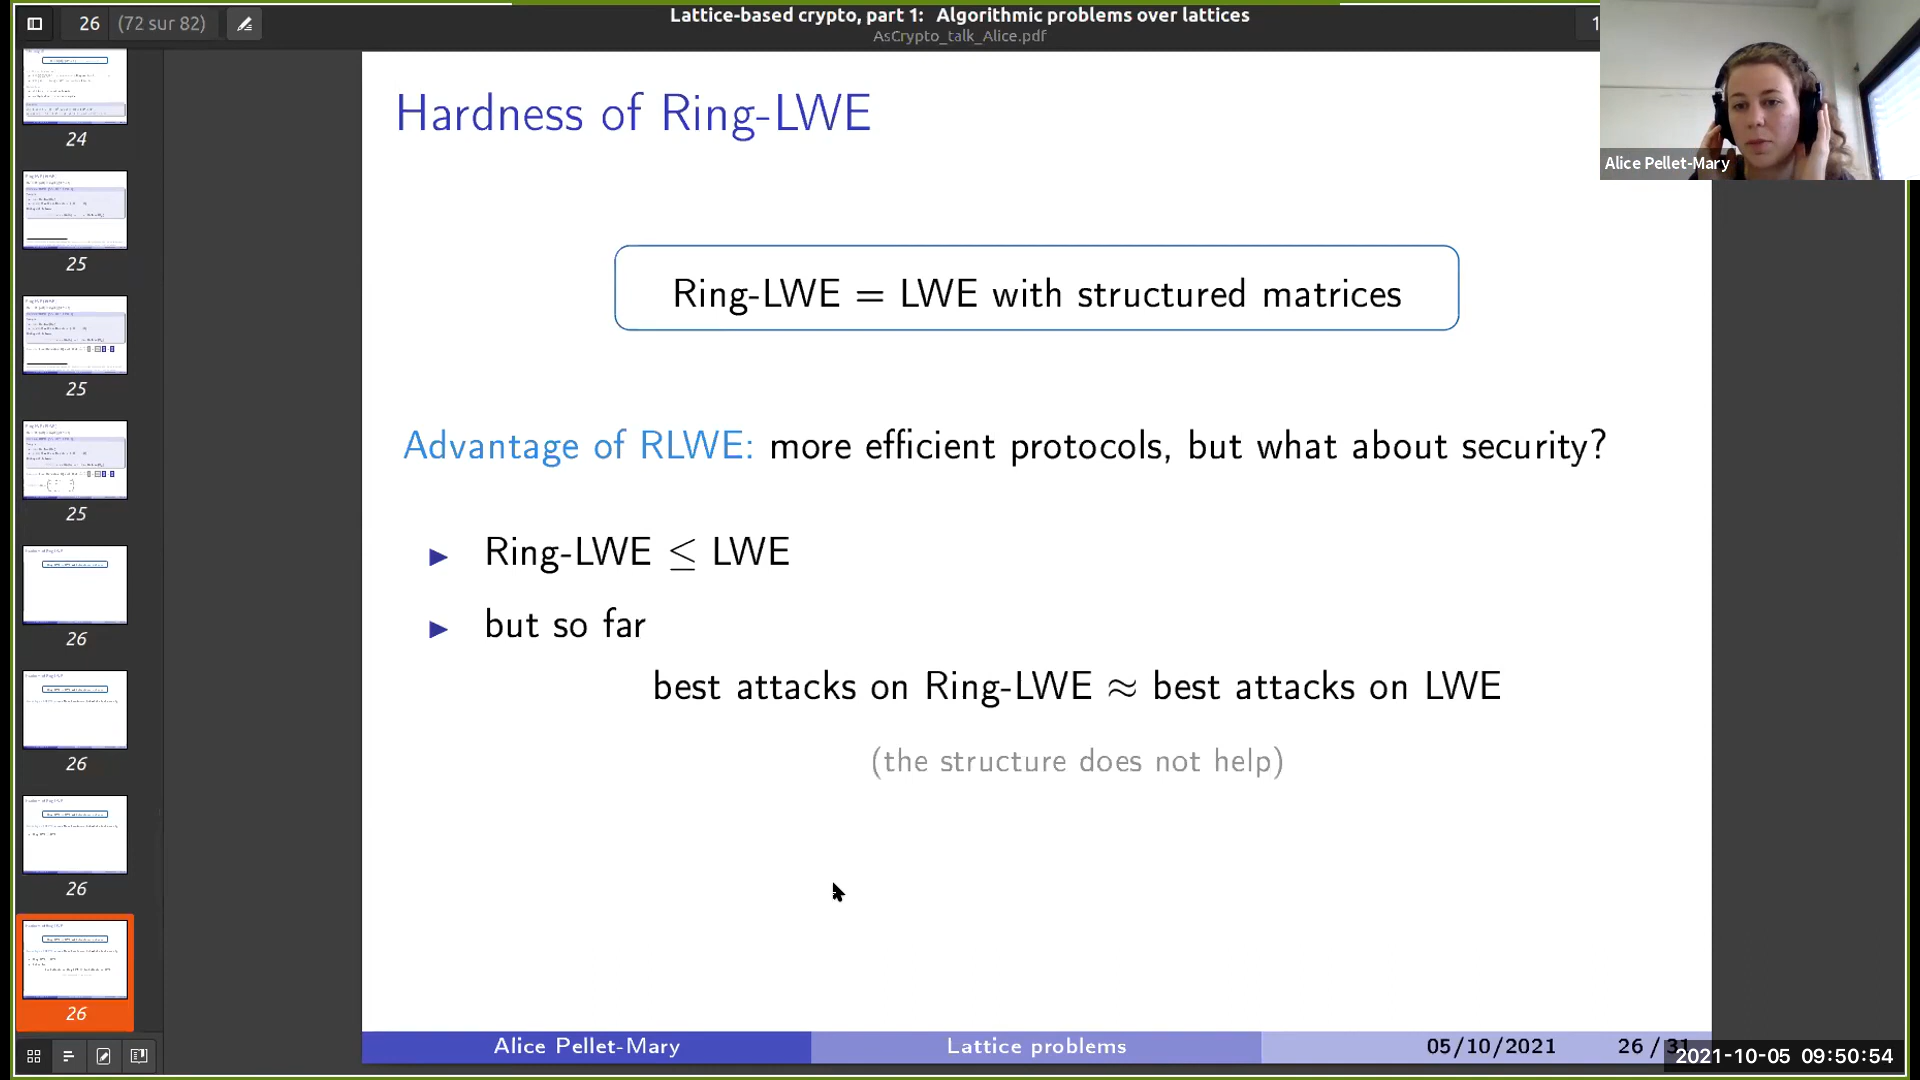 26 (72 sur 82)
Lattice-based crypto, part 1: Algorithmic problems over lattices
AsCrypto_talk_Alice.pdf
1
Alice Pellet-Mary
24
25
25
25
26
26
26
26
Hardness of Ring-LWE
Ring-LWE = LWE with structured matrices
Advantage of RLWE: more efficient protocols, but what about security?
▶ Ring-LWE ≤ LWE
▶ but so far
best attacks on Ring-LWE ≈ best attacks on LWE
(the structure does not help)
Alice Pellet-Mary Lattice problems 05/10/2021 26 / 31
2021-10-05 09:50:54